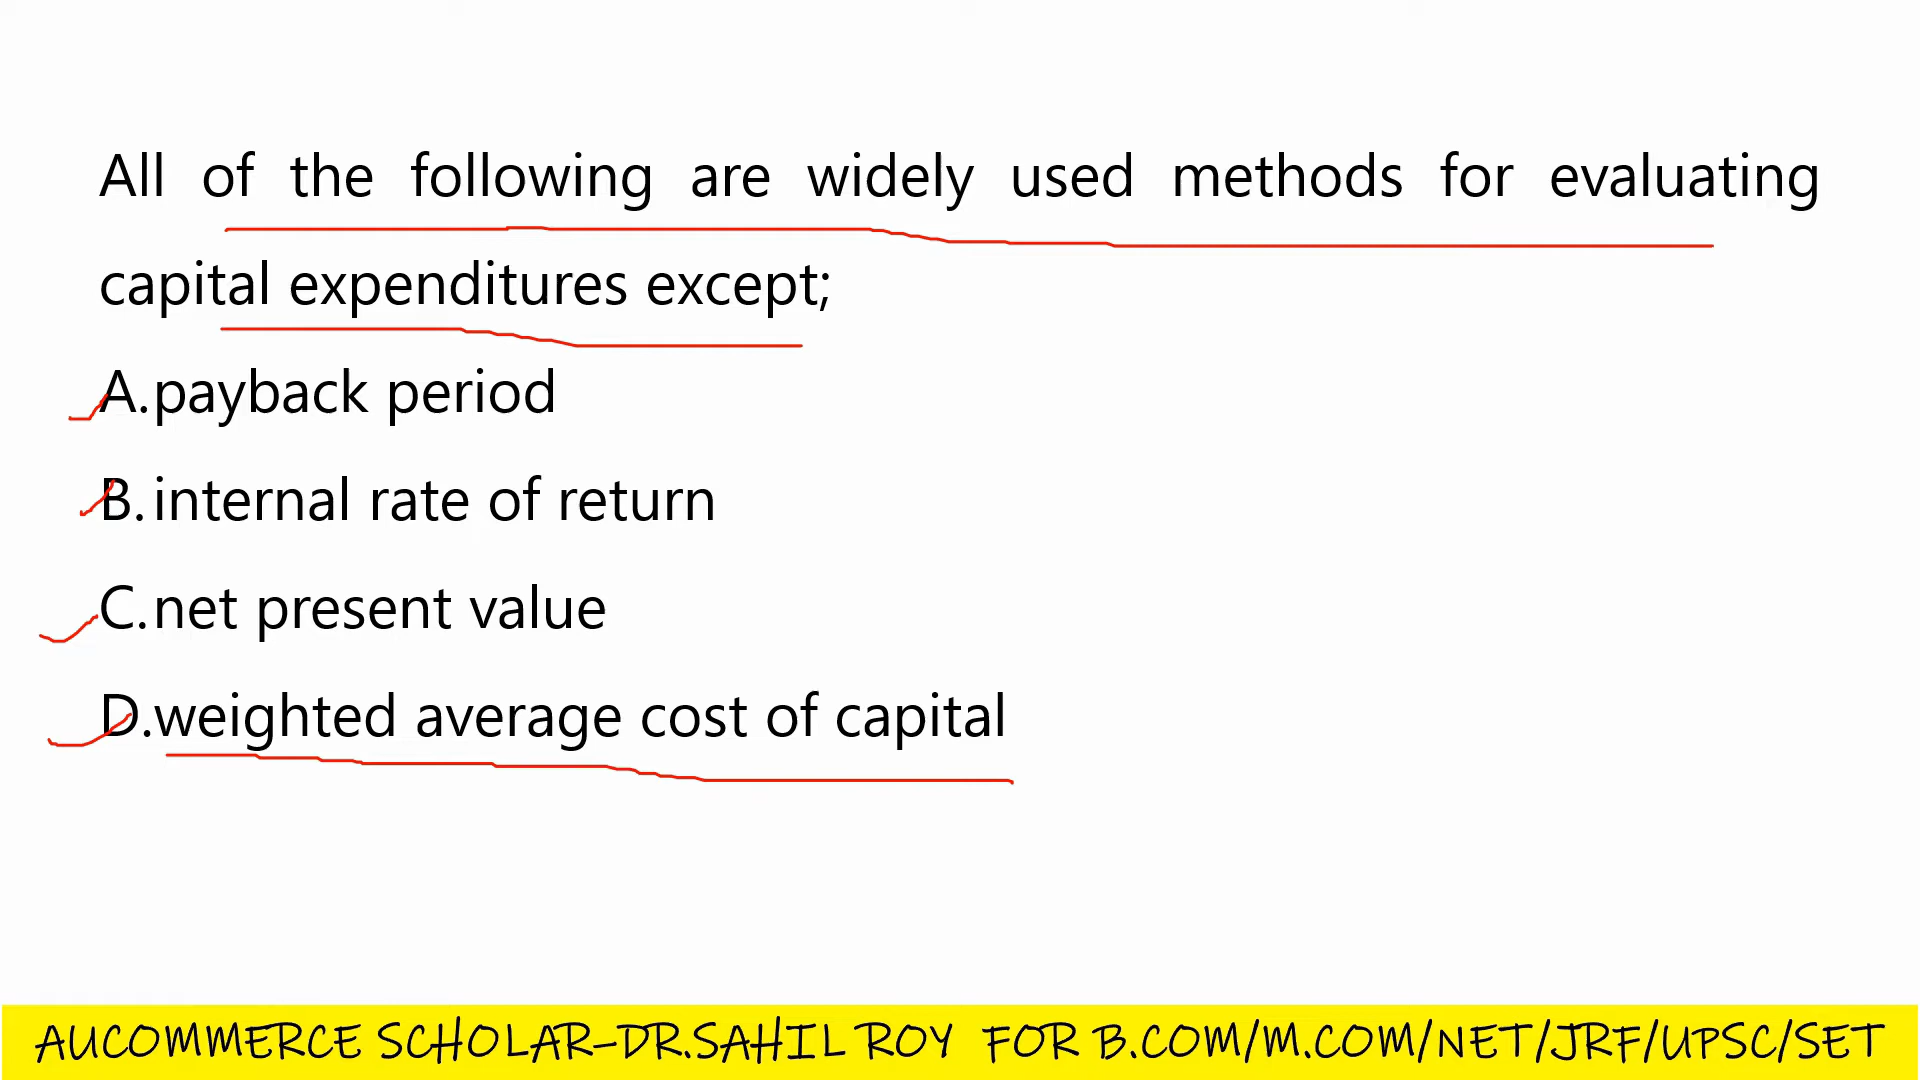 All of the following are widely used methods for evaluating
capital expenditures except;
A.payback period
B.internal rate of return
C.net present value
D.weighted average cost of capital
AUCOMMERCE SCHOLAR-DR.SAHIL ROY FOR B.COM/M.COM/NET/JRF/UPSC/SET